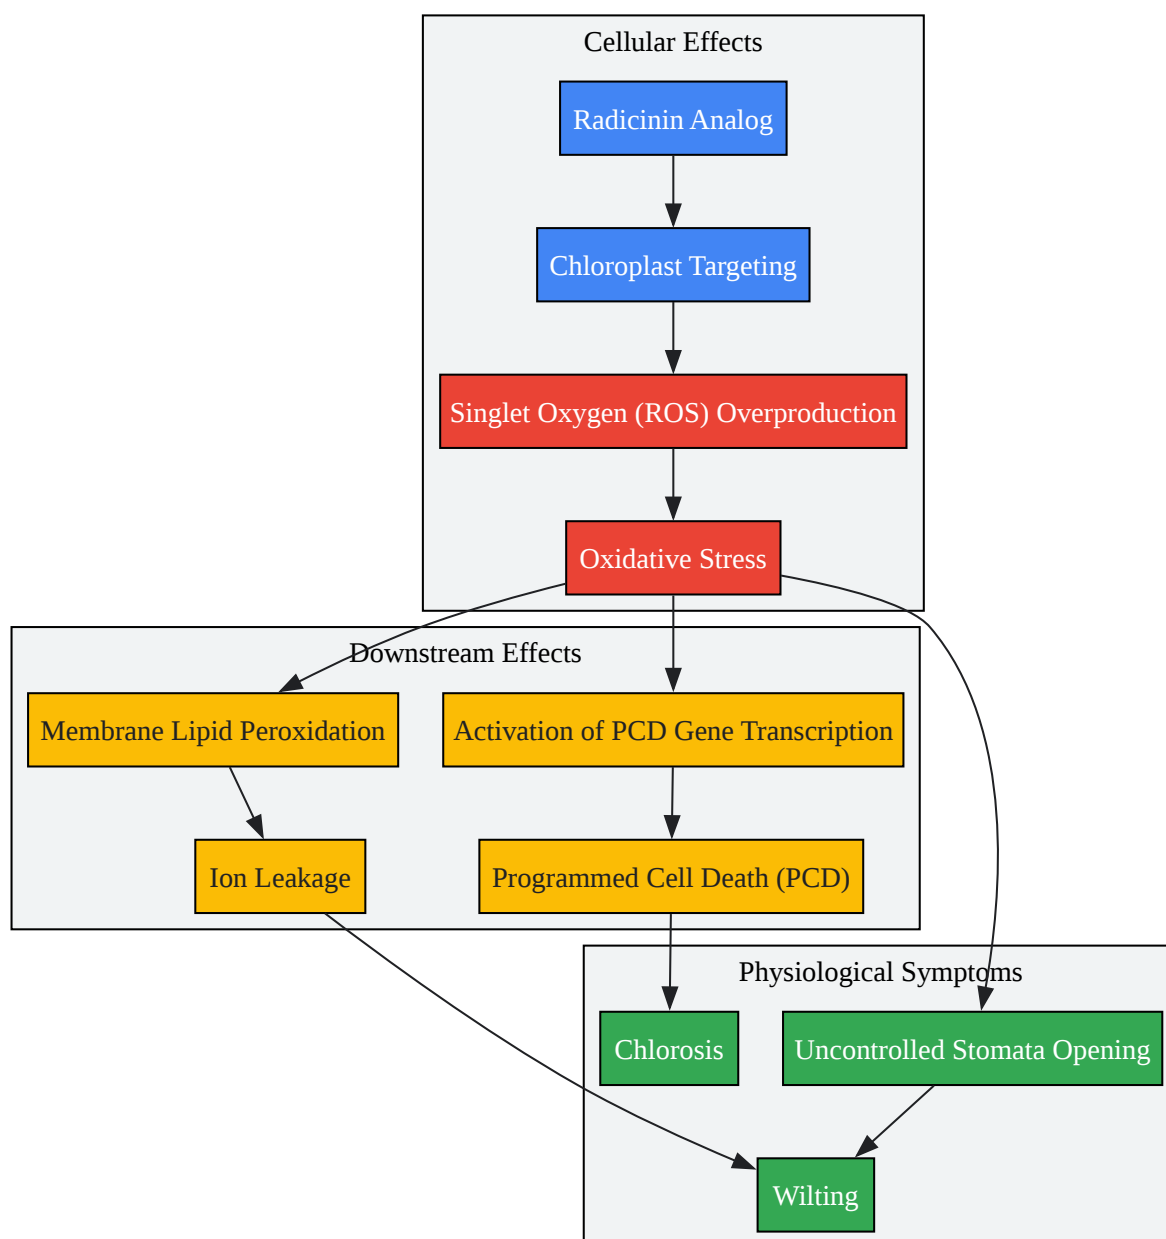 Cellular Effects
Radicinin Analog
Chloroplast Targeting
Singlet Oxygen (ROS) Overproduction
Oxidative Stress
Downstream Effects
Membrane Lipid Peroxidation
Activation of PCD Gene Transcription
Ion Leakage
Programmed Cell Death (PCD)
Physiological Symptoms
Chlorosis
Uncontrolled Stomata Opening
Wilting